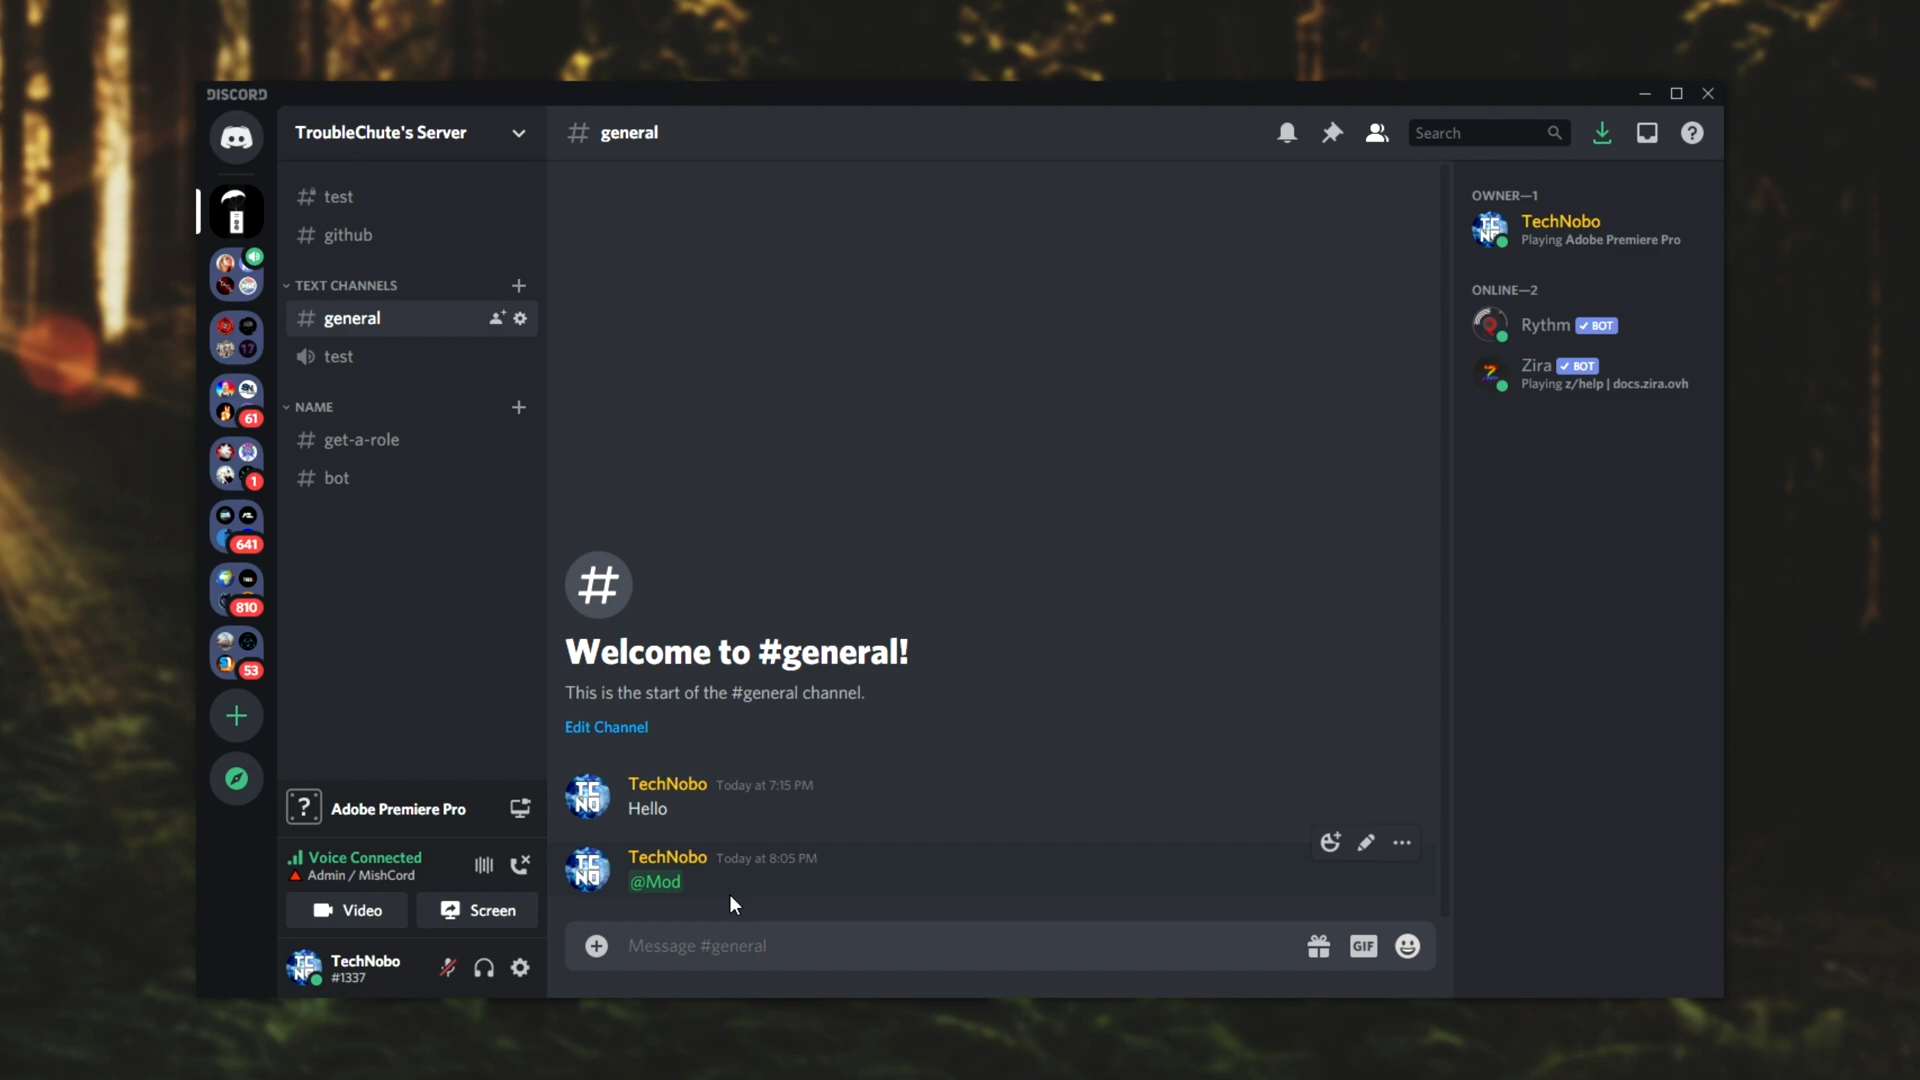 DISCORD
TroubleChute's Server
general
Search
test
github
TEXT CHANNELS
general
test
NAME
get-a-role
bot
61
1
641
810
53
Welcome to #general!
This is the start of the #general channel.
Edit Channel
TechNobo Today at 7:15 PM
Hello
TechNobo Today at 8:05 PM
@Mod
Message #general
GIF
Adobe Premiere Pro
Voice Connected
Admin / MishCord
Video
Screen
TechNobo
#1337
OWNER—1
TechNobo
Playing Adobe Premiere Pro
ONLINE—2
Rythm BOT
Zira BOT
Playing z/help | docs.zira.ovh